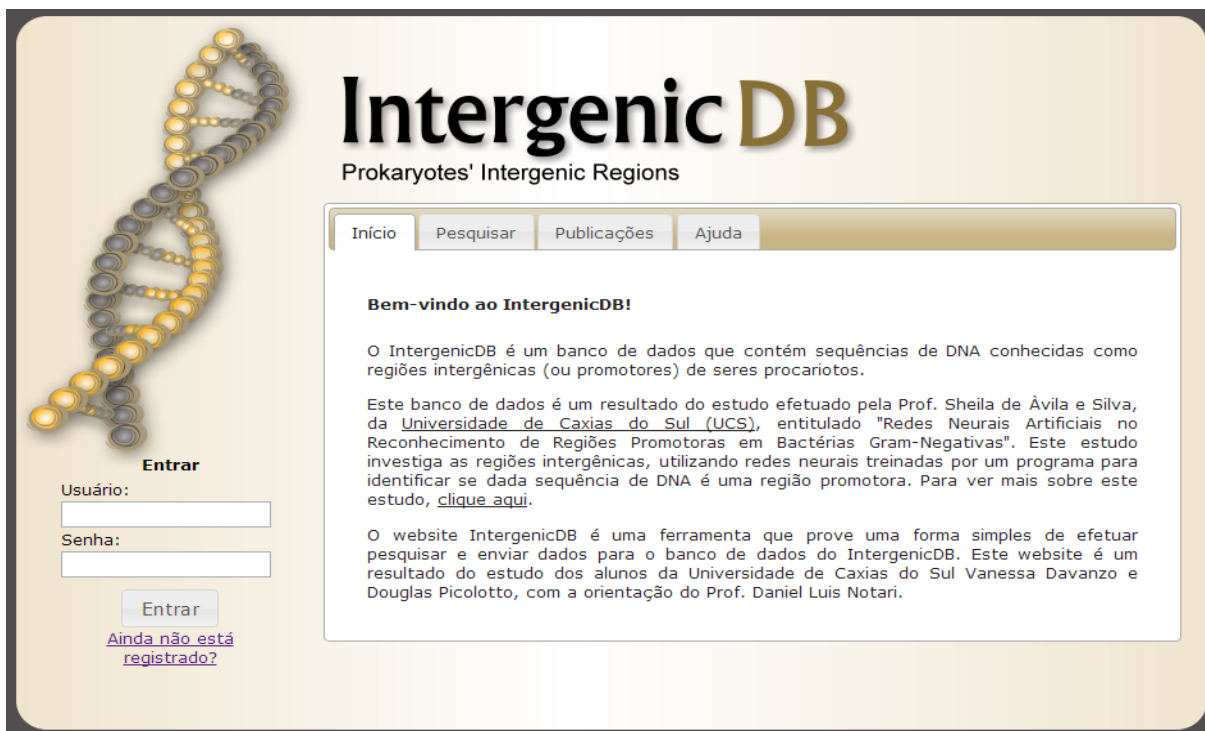 Intergenic DB
Prokaryotes' Intergenic Regions
Início Pesquisar Publicações Ajuda
Bem-vindo ao IntergenicDB!
O IntergenicDB é um banco de dados que contém sequências de DNA conhecidas como
regiões intergênicas (ou promotores) de seres procariotos.
Este banco de dados é um resultado do estudo efetuado pela Prof. Sheila de Àvila e Silva,
da Universidade de Caxias do Sul (UCS), entitulado "Redes Neurais Artificiais no
Reconhecimento de Regiões Promotoras em Bactérias Gram-Negativas". Este estudo
investiga as regiões intergênicas, utilizando redes neurais treinadas por um programa para
identificar se dada sequência de DNA é uma região promotora. Para ver mais sobre este
estudo, clique aqui.
O website IntergenicDB é uma ferramenta que prove uma forma simples de efetuar
pesquisar e enviar dados para o banco de dados do IntergenicDB. Este website é um
resultado do estudo dos alunos da Universidade de Caxias do Sul Vanessa Davanzo e
Douglas Picolotto, com a orientação do Prof. Daniel Luis Notari.
Entrar
Usuário:
Senha:
Entrar
Ainda não está
registrado?